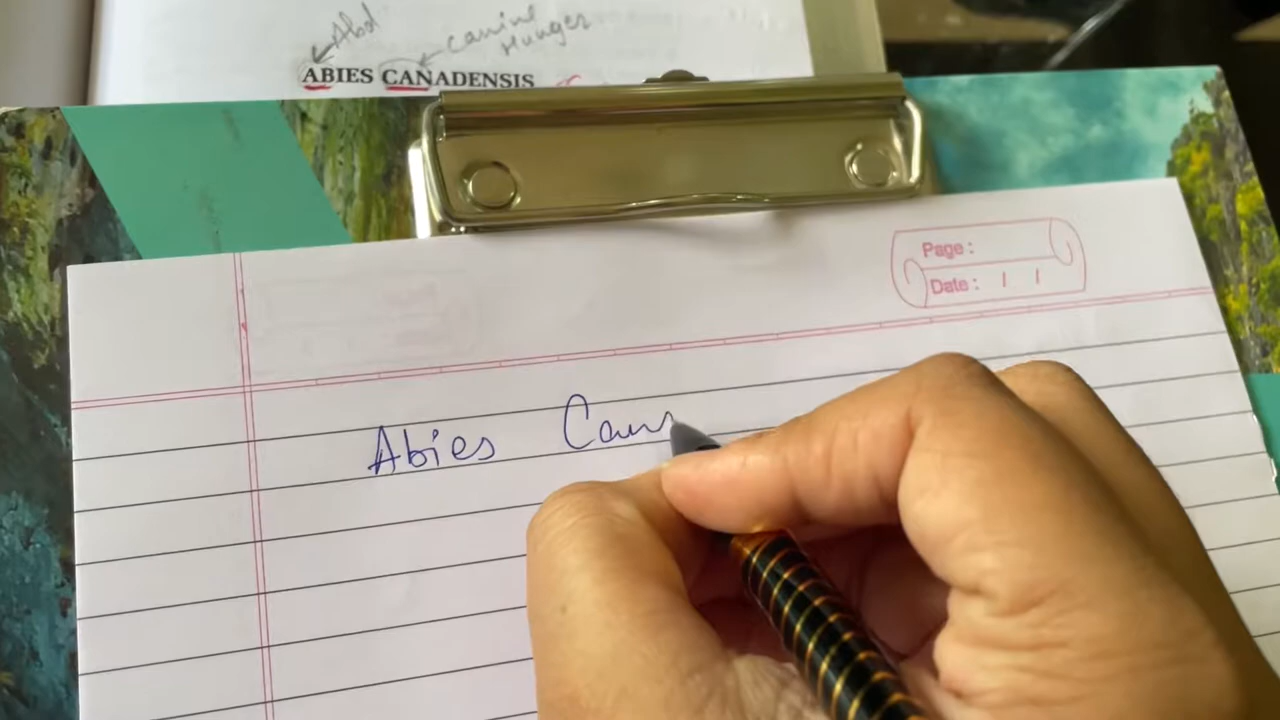 Abd
canine
Hunger
ABIES CANADENSIS
Page :
Date : / /
Abies Can